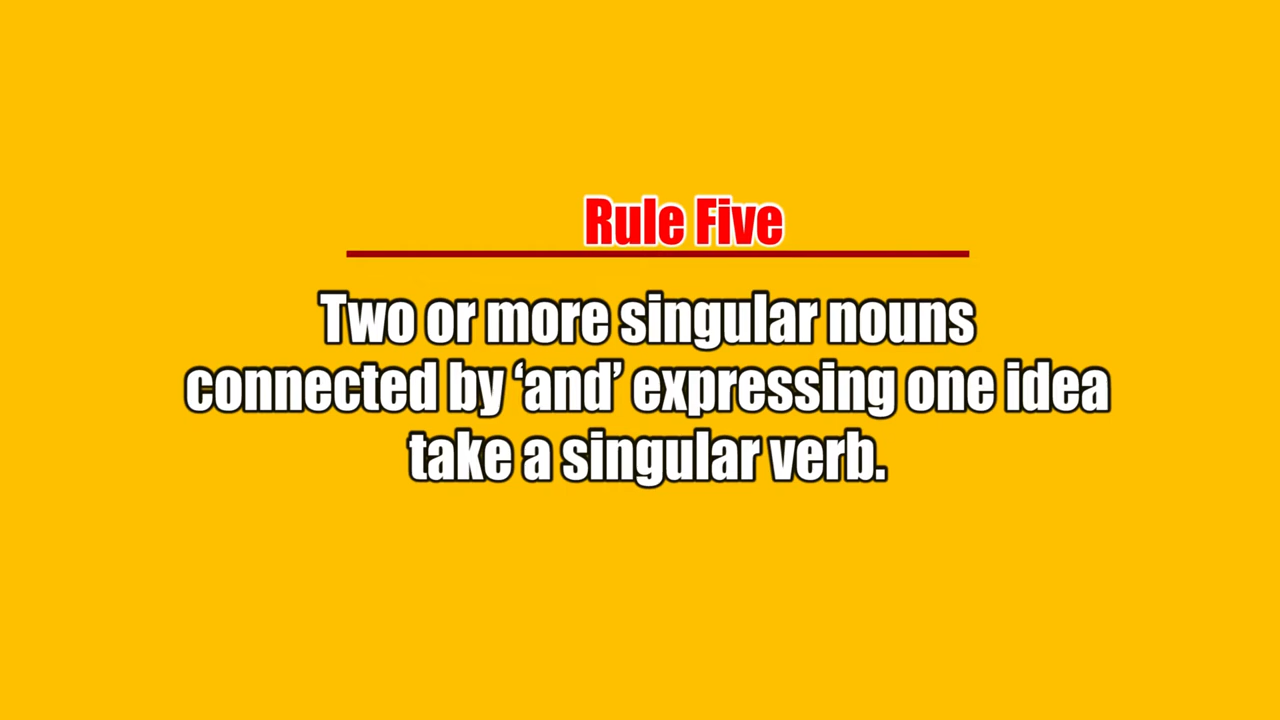 Rule Five
Two or more singular nouns
connected by ‘and’ expressing one idea
take a singular verb.